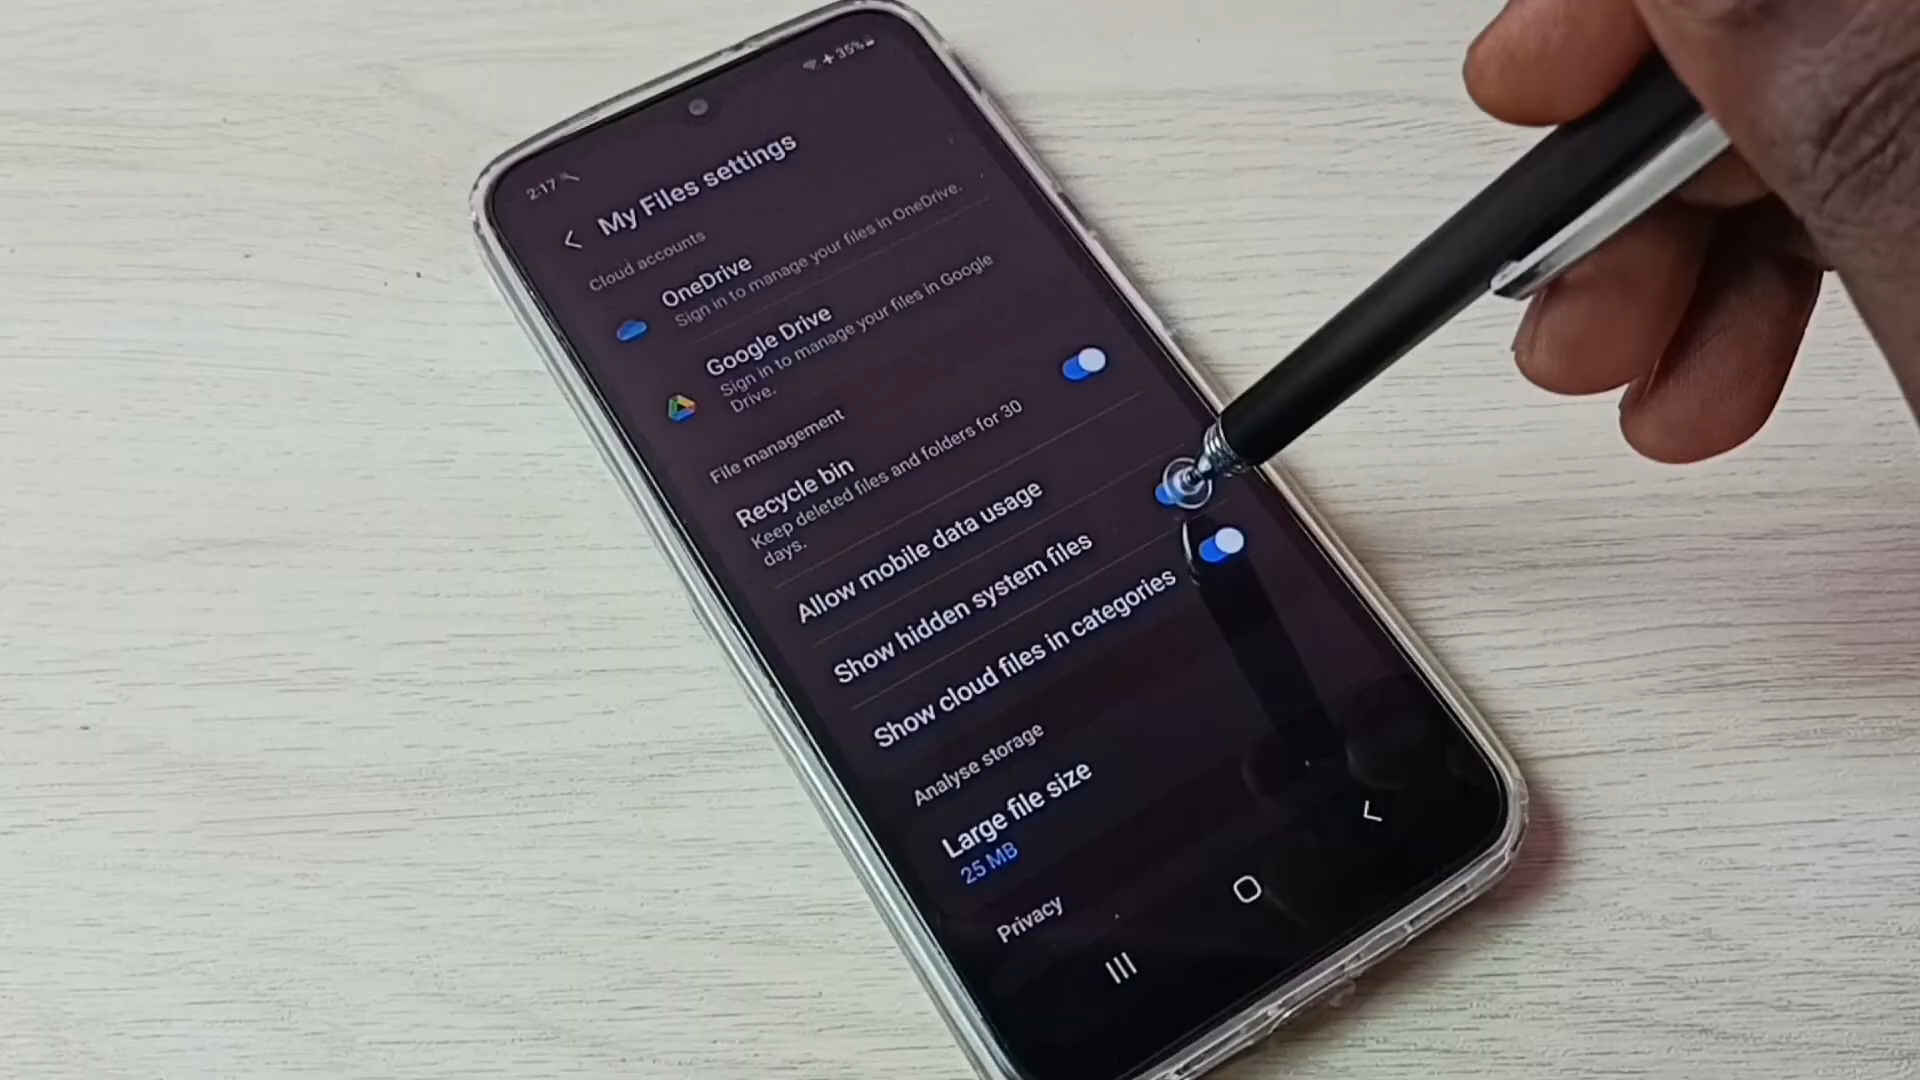 2:17
35%
My Files settings
Cloud accounts
OneDrive
Sign in to manage your files in OneDrive.
Google Drive
Sign in to manage your files in Google
Drive.
File management
Recycle bin
Keep deleted files and folders for 30
days.
Allow mobile data usage
Show hidden system files
Show cloud files in categories
Analyse storage
Large file size
25 MB
Privacy